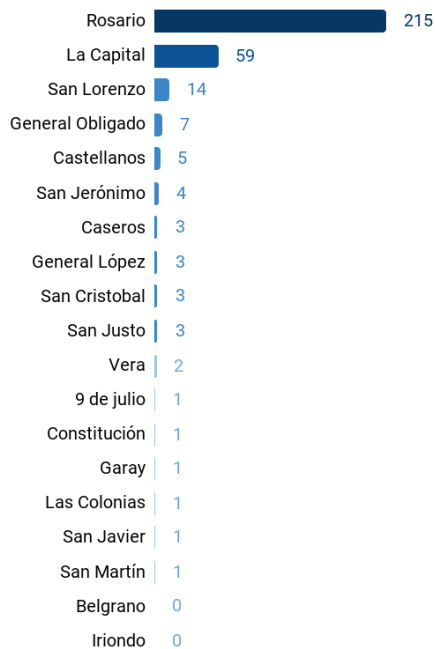 Rosario 215
La Capital 59
San Lorenzo 14
General Obligado 7
Castellanos 5
San Jerónimo 4
Caseros 3
General López 3
San Cristobal 3
San Justo 3
Vera 2
9 de julio 1
Constitución 1
Garay 1
Las Colonias 1
San Javier 1
San Martín 1
Belgrano 0
Iriondo 0